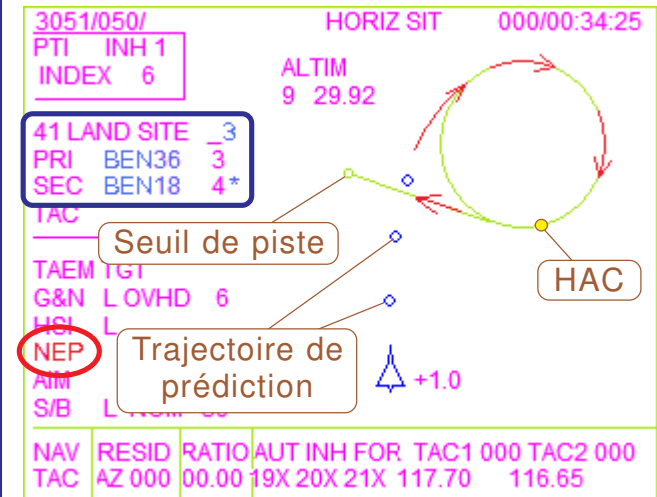 3051/050/ HORIZ SIT 000/00:34:25
PTI INH 1
INDEX 6
ALTIM
9 29.92
41 LAND SITE _3
PRI BEN36 3
SEC BEN18 4*
TAC
Seuil de piste
HAC
TAEM TGT
G&N L OVHD 6
HSI L
NEP
Trajectoire de
prédiction
AIM
+1.0
S/B L NOM
NAV RESID RATIO AUT INH FOR TAC1 000 TAC2 000
TAC AZ 000 00.00 19X 20X 21X 117.70 116.65